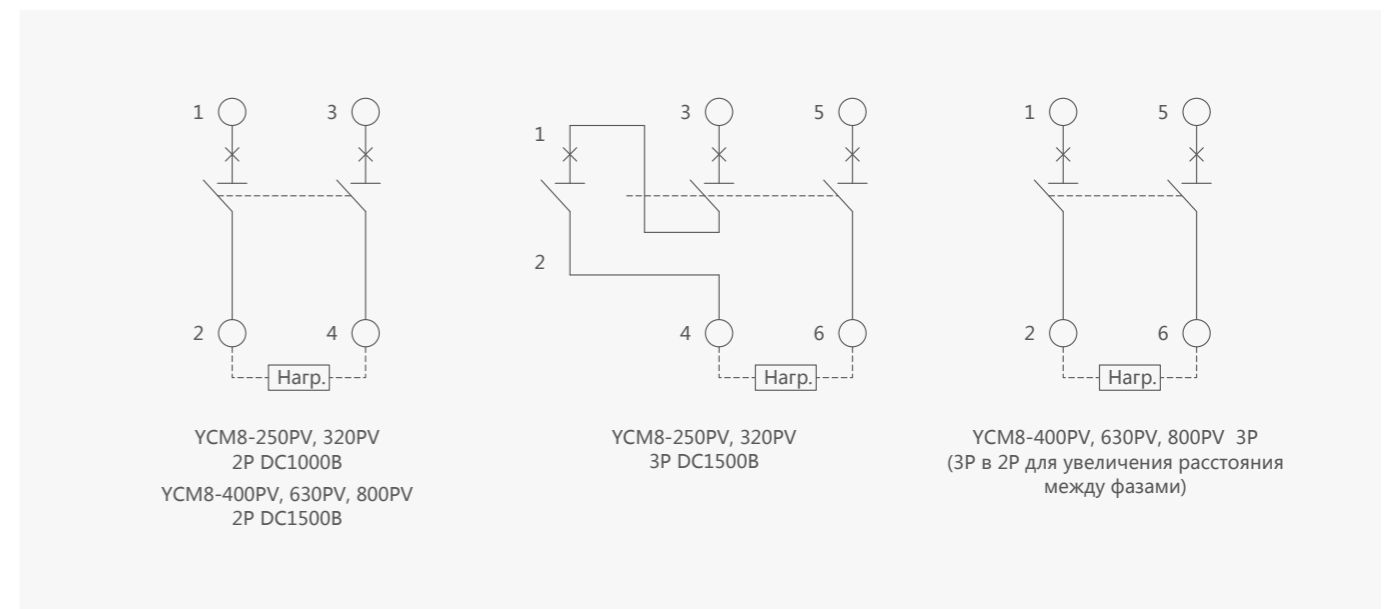 1 3
2 4
Нагр.
YCM8-250PV, 320PV
2P DC1000В
YCM8-400PV, 630PV, 800PV
2P DC1500В
3 5
1
2
4 6
Нагр.
YCM8-250PV, 320PV
3P DC1500В
1 5
2 6
Нагр.
YCM8-400PV, 630PV, 800PV 3P
(3P в 2P для увеличения расстояния
между фазами)